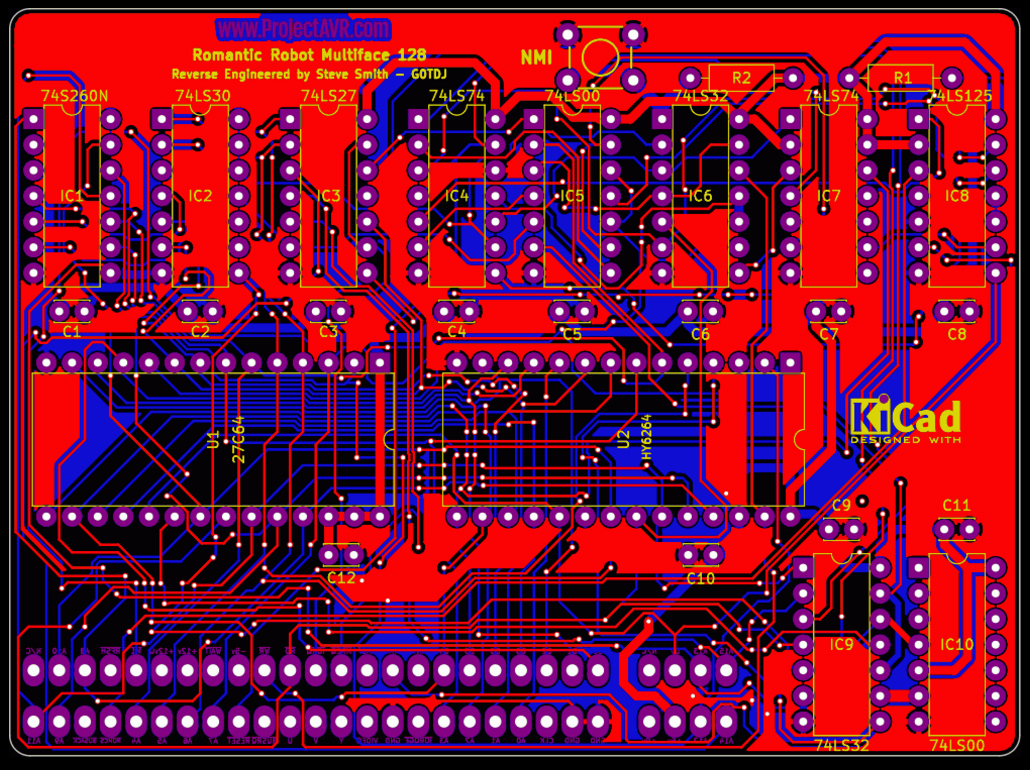 www.ProjectAVR.com
Romantic Robot Multiface 128
Reverse Engineered by Steve Smith – G0TDJ
NMI
R2
R1
74S260N
74LS30
74LS27
74LS74
74LS00
74LS32
74LS74
74LS125
IC1
IC2
IC3
IC4
IC5
IC6
IC7
IC8
C1
C2
C3
C4
C5
C6
C7
C8
U1
27C64
U2
HY6264
KiCad
DESIGNED WITH
C9
C11
C12
C10
IC9
IC10
74LS32
74LS00